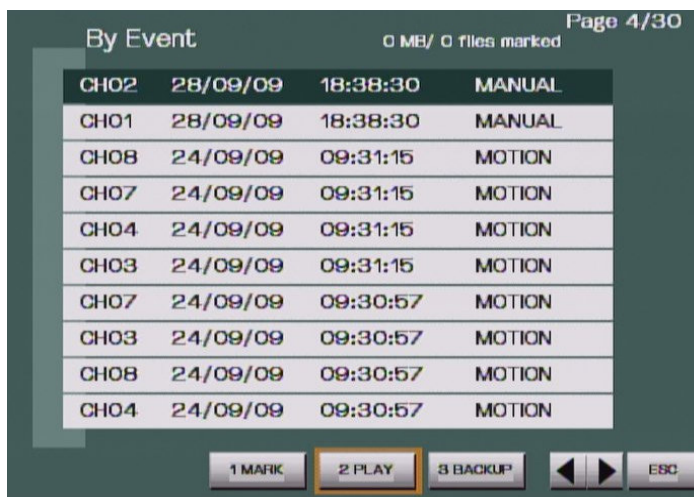 Page 4/30
By Event 0 MB/ 0 files marked
CH02 28/09/09 18:38:30 MANUAL
CH01 28/09/09 18:38:30 MANUAL
CH08 24/09/09 09:31:15 MOTION
CH07 24/09/09 09:31:15 MOTION
CH04 24/09/09 09:31:15 MOTION
CH03 24/09/09 09:31:15 MOTION
CH07 24/09/09 09:30:57 MOTION
CH03 24/09/09 09:30:57 MOTION
CH08 24/09/09 09:30:57 MOTION
CH04 24/09/09 09:30:57 MOTION
1 MARK 2 PLAY 3 BACKUP ESC